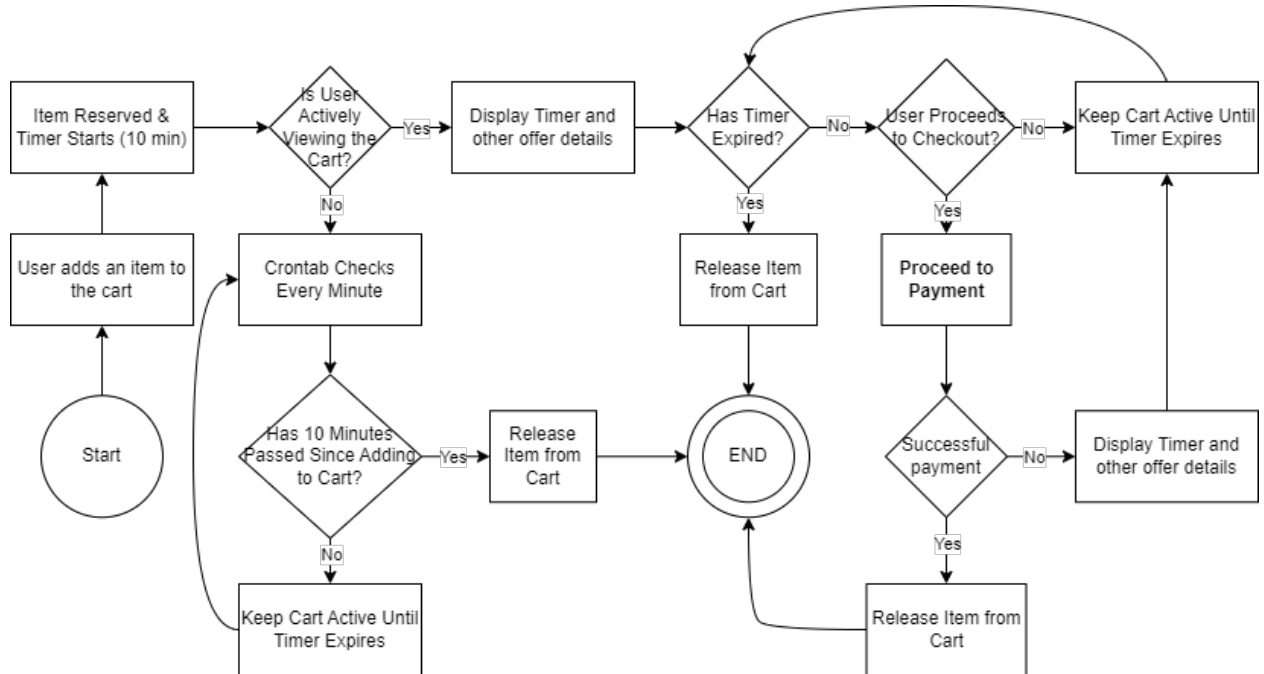 Item Reserved &
Timer Starts (10 min)
Is User
Actively
Viewing the
Cart?
Yes
Display Timer and
other offer details
Has Timer
Expired?
No
User Proceeds
to Checkout?
No
Keep Cart Active Until
Timer Expires
No
Yes
Yes
User adds an item to
the cart
Crontab Checks
Every Minute
Release Item
from Cart
Proceed to
Payment
Start
Has 10 Minutes
Passed Since Adding
to Cart?
Yes
Release
Item from
Cart
END
Successful
payment
No
Display Timer and
other offer details
No
Yes
Keep Cart Active Until
Timer Expires
Release Item from
Cart